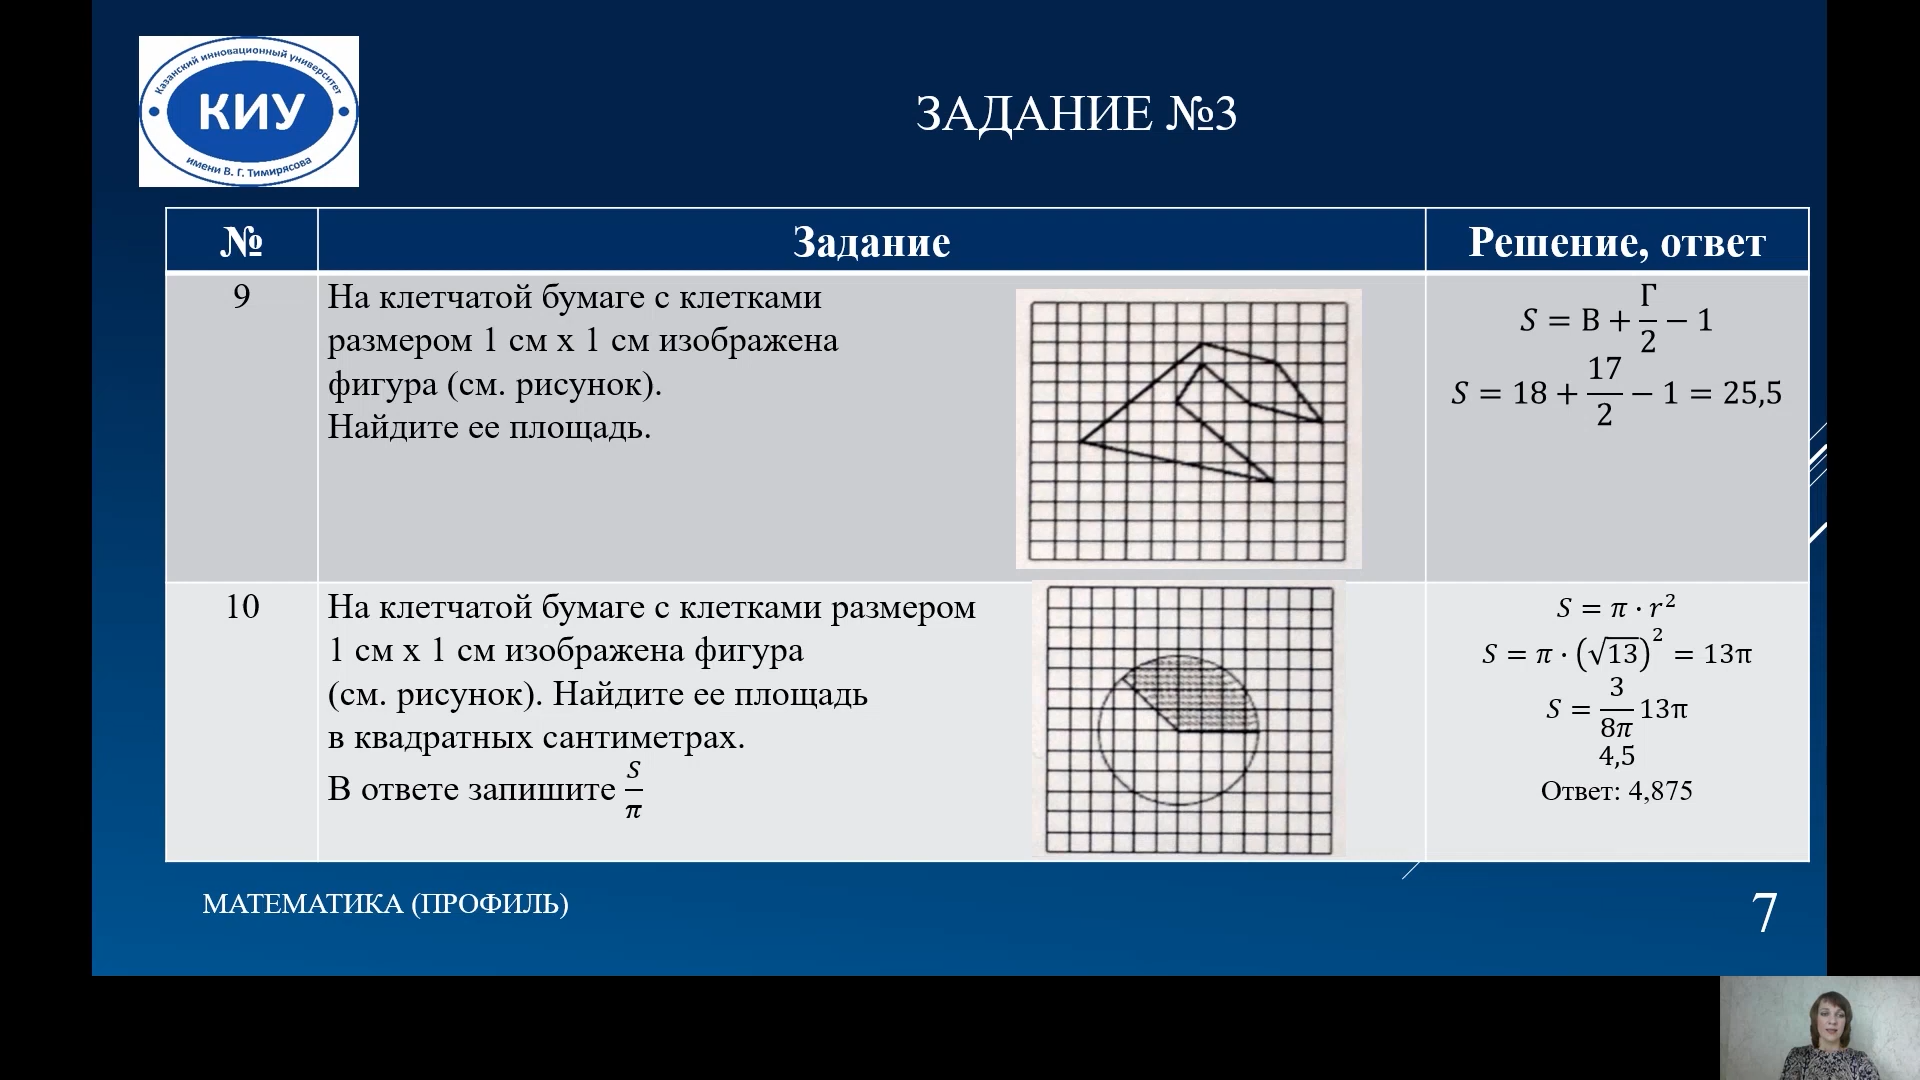 Казанский инновационный университет
КИУ
имени В. Г. Тимирясова
ЗАДАНИЕ №3
№
Задание
Решение, ответ
9
На клетчатой бумаге с клетками
размером 1 см х 1 см изображена
фигура (см. рисунок).
Найдите ее площадь.
S = В + Г/2 − 1
S = 18 + 17/2 − 1 = 25,5
10
На клетчатой бумаге с клетками размером
1 см х 1 см изображена фигура
(см. рисунок). Найдите ее площадь
в квадратных сантиметрах.
В ответе запишите S/π
S = π · r²
S = π · (√13)² = 13π
S = 3/8π 13π
4,5
Ответ: 4,875
МАТЕМАТИКА (ПРОФИЛЬ)
7